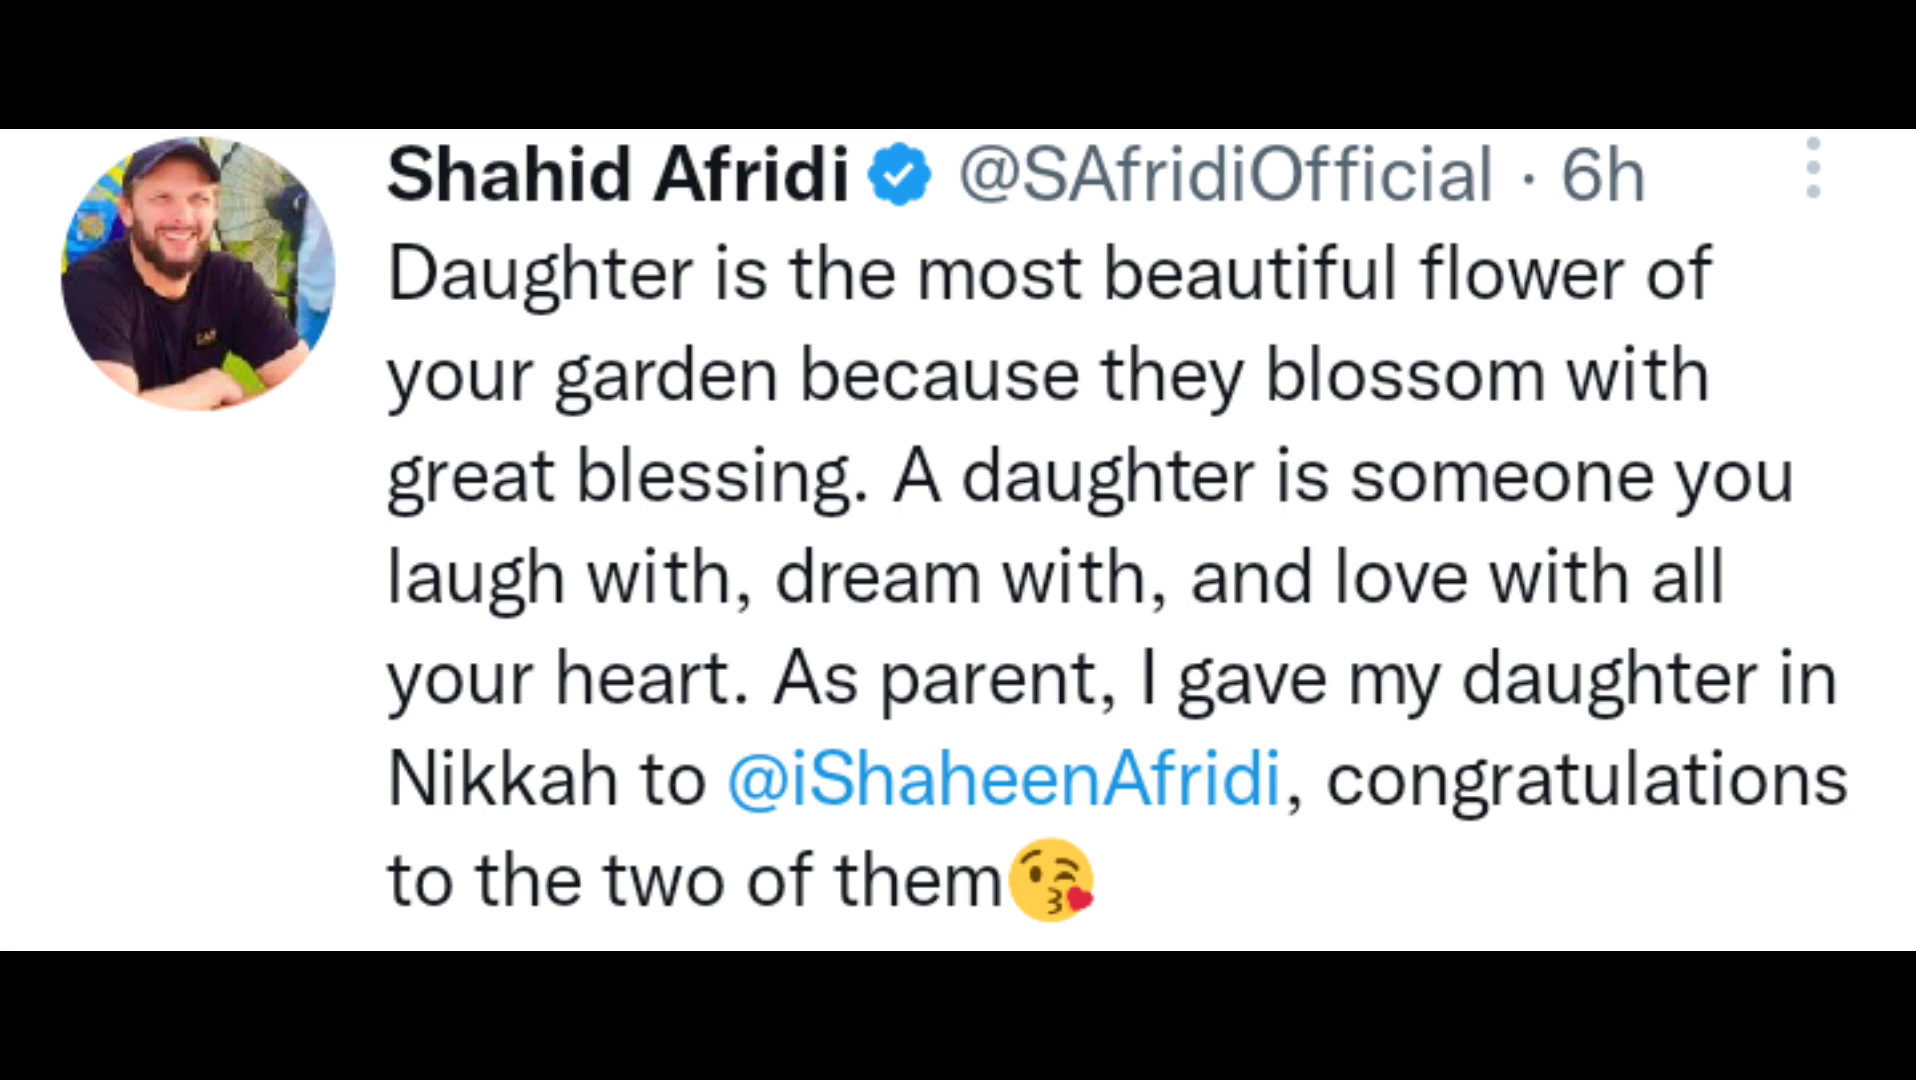 Shahid Afridi @SAfridiOfficial · 6h
Daughter is the most beautiful flower of
your garden because they blossom with
great blessing. A daughter is someone you
laugh with, dream with, and love with all
your heart. As parent, I gave my daughter in
Nikkah to @iShaheenAfridi, congratulations
to the two of them😘